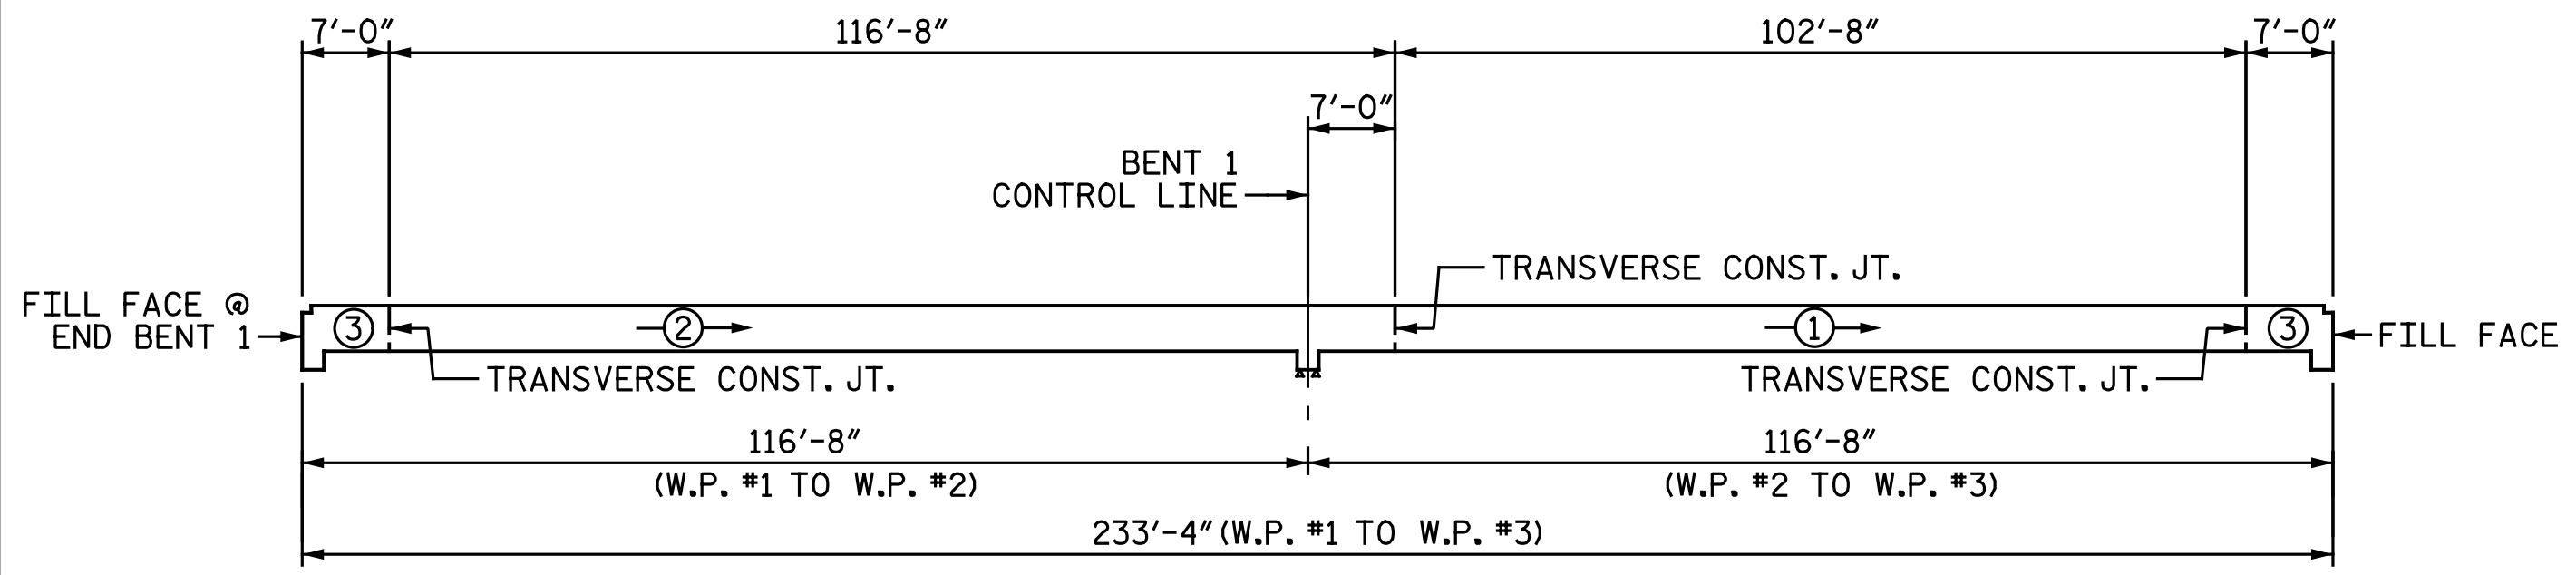 7'-0"
116'-8"
102'-8"
7'-0"
7'-0"
BENT 1
CONTROL LINE
TRANSVERSE CONST. JT.
FILL FACE @
END BENT 1
3
2
1
3
FILL FACE
TRANSVERSE CONST. JT.
TRANSVERSE CONST. JT.
116'-8"
116'-8"
(W.P. #1 TO W.P. #2)
(W.P. #2 TO W.P. #3)
233'-4" (W.P. #1 TO W.P. #3)